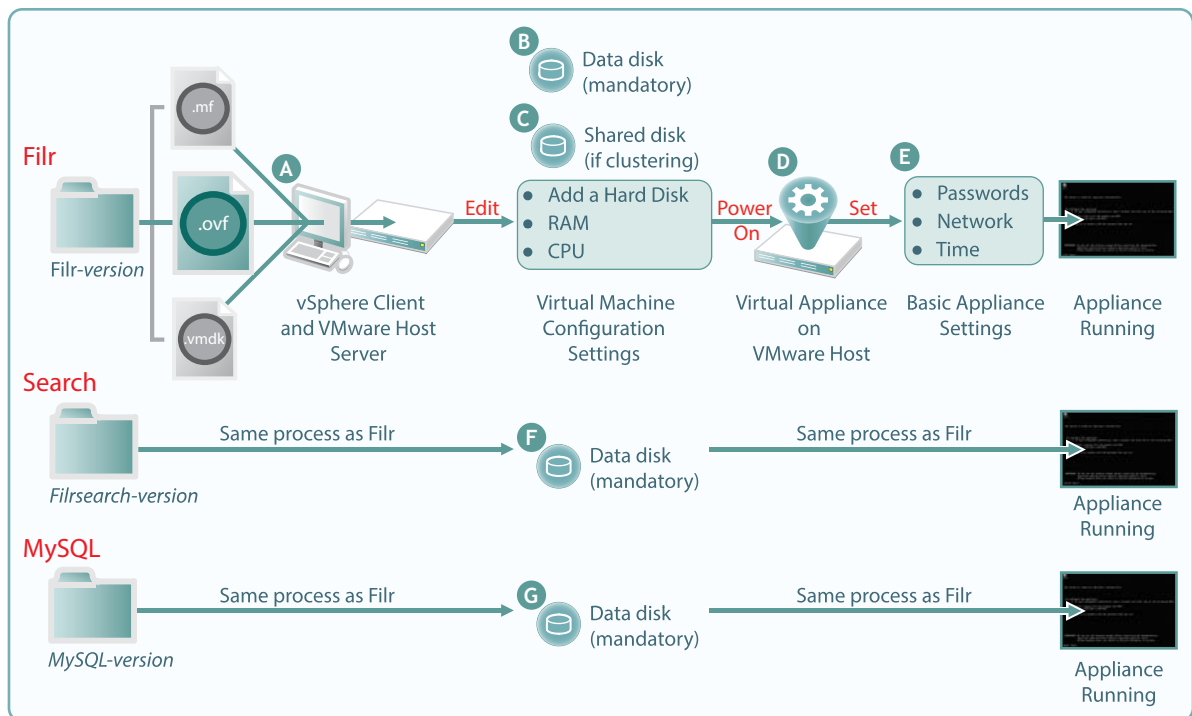 B
Data disk
(mandatory)
.mf
C
Shared disk
(if clustering)
Filr
A
D
E
.ovf
Edit
• Add a Hard Disk
• RAM
• CPU
Power
On
Set
• Passwords
• Network
• Time
Filr-version
.vmdk
vSphere Client
and VMware Host
Server
Virtual Machine
Configuration
Settings
Virtual Appliance
on
VMware Host
Basic Appliance
Settings
Appliance
Running
Search
Same process as Filr
F
Data disk
(mandatory)
Same process as Filr
Filrsearch-version
Appliance
Running
MySQL
Same process as Filr
G
Data disk
(mandatory)
Same process as Filr
MySQL-version
Appliance
Running